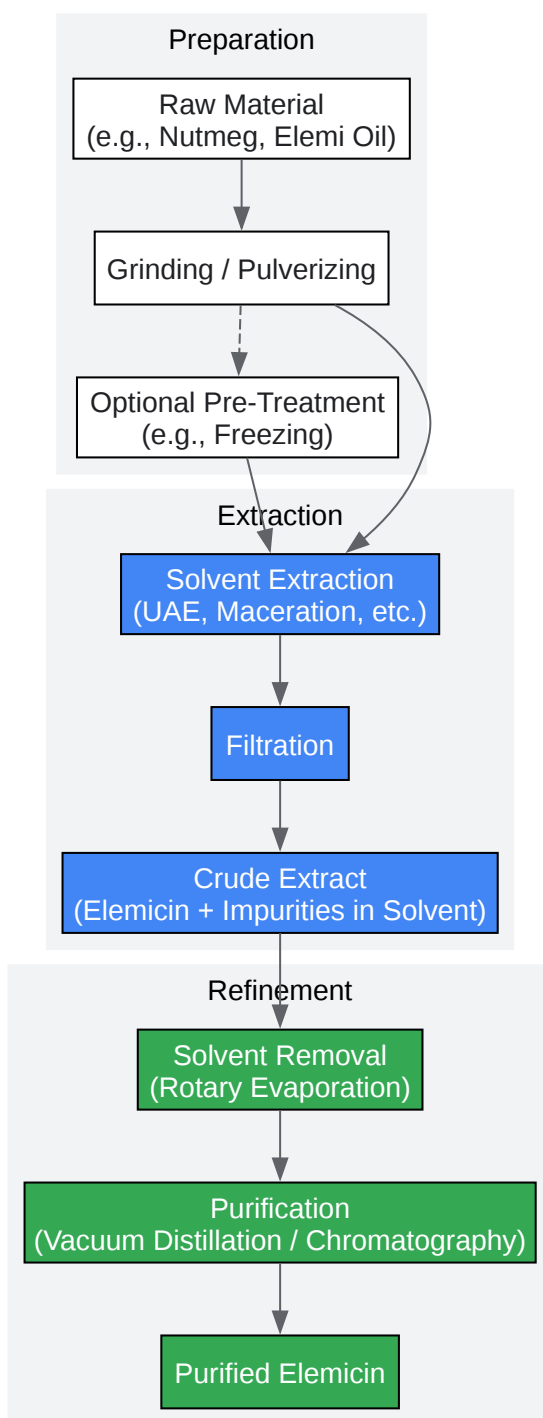 Preparation
Raw Material
(e.g., Nutmeg, Elemi Oil)
Grinding / Pulverizing
Optional Pre-Treatment
(e.g., Freezing)
Extraction
Solvent Extraction
(UAE, Maceration, etc.)
Filtration
Crude Extract
(Elemicin + Impurities in Solvent)
Refinement
Solvent Removal
(Rotary Evaporation)
Purification
(Vacuum Distillation / Chromatography)
Purified Elemicin